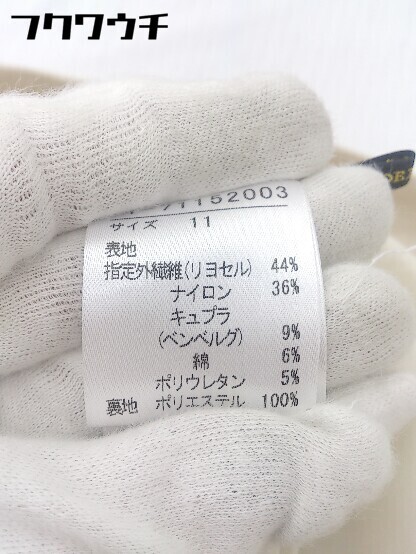 フクワウチ
71152003
サイズ 11
表地
指定外繊維(リヨセル) 44%
ナイロン 36%
キュプラ
(ベンベルグ) 9%
綿 6%
ポリウレタン 5%
裏地 ポリエステル 100%